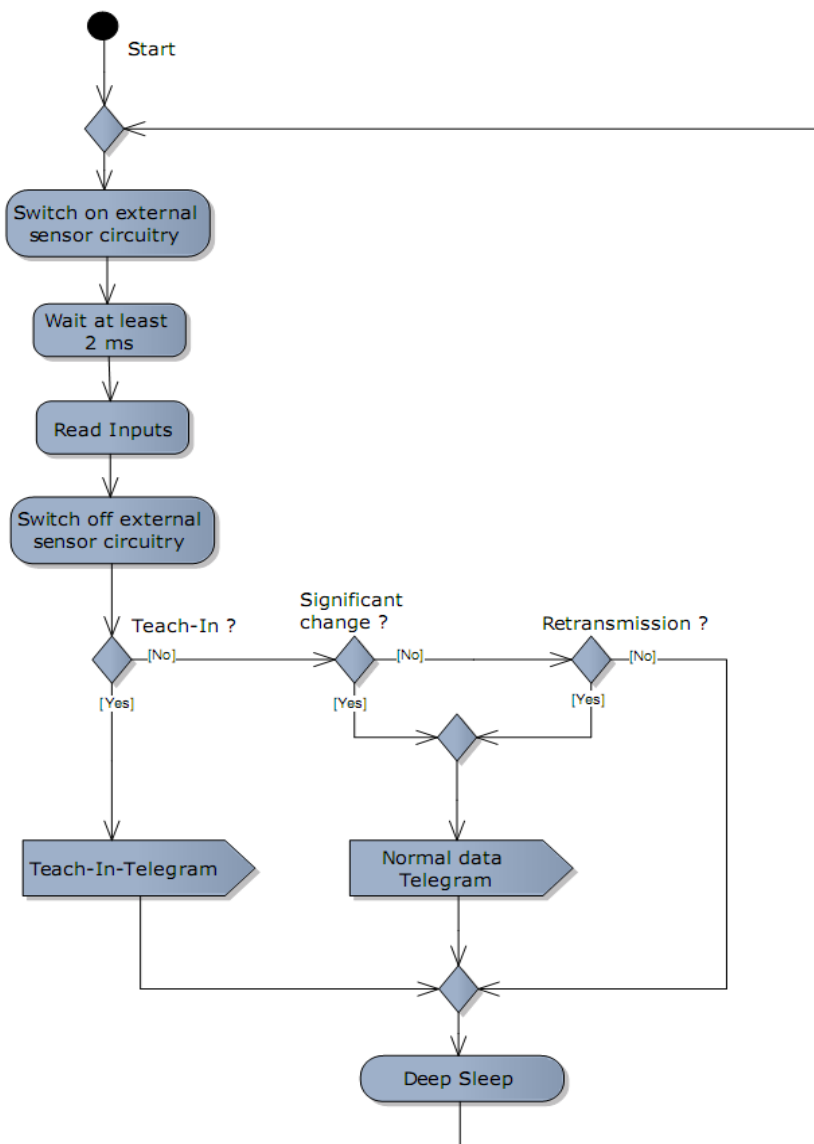 Start
Switch on external
sensor circuitry
Wait at least
2 ms
Read Inputs
Switch off external
sensor circuitry
Teach-In ?
Significant
change ?
Retransmission ?
[No]
[No]
[No]
[Yes]
[Yes]
[Yes]
Teach-In-Telegram
Normal data
Telegram
Deep Sleep